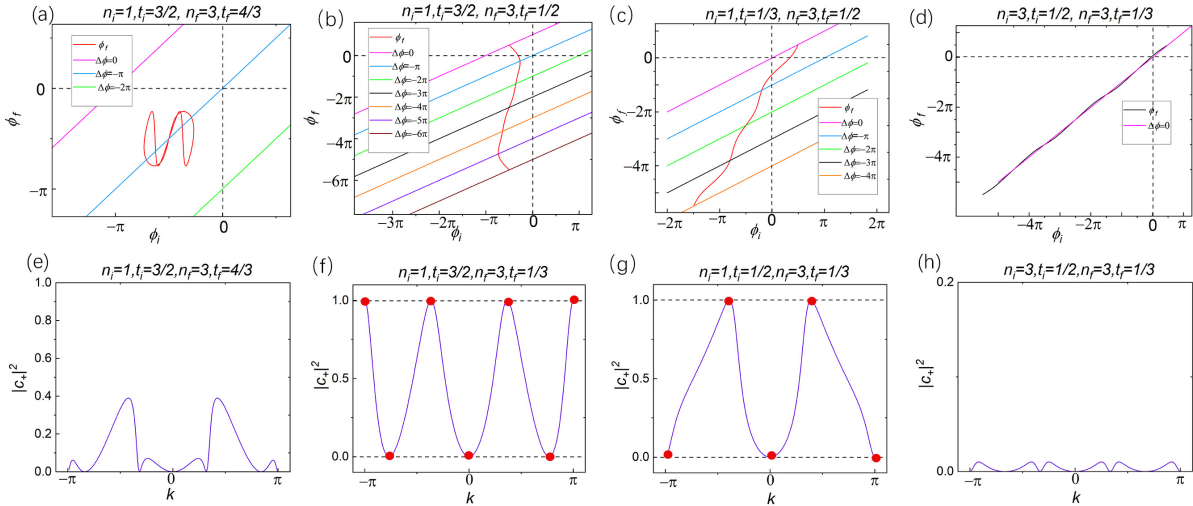 (a) n_i=1,t_i=3/2, n_f=3,t_f=4/3
ϕ_f
Δϕ=0
Δϕ=−π
Δϕ=−2π
0
−π
ϕ_f
−π
0
ϕ_i
(b) n_i=1,t_i=3/2, n_f=3,t_f=1/2
ϕ_f
Δϕ=0
Δϕ=−π
Δϕ=−2π
Δϕ=−3π
Δϕ=−4π
Δϕ=−5π
Δϕ=−6π
0
−2π
−4π
−6π
ϕ_f
−3π
−2π
−π
0
π
ϕ_i
(c) n_i=1,t_i=1/3, n_f=3,t_f=1/2
ϕ_f
Δϕ=0
Δϕ=−π
Δϕ=−2π
Δϕ=−3π
Δϕ=−4π
0
−2π
−4π
ϕ_f
−2π
−π
0
π
2π
ϕ_i
(d) n_i=3,t_i=1/2, n_f=3,t_f=1/3
ϕ_f
Δϕ=0
π
0
−2π
−4π
ϕ_f
−4π
−2π
0
π
ϕ_i
(e) n_i=1,t_i=3/2,n_f=3,t_f=4/3
1.0
0.8
0.6
0.4
0.2
0.0
|c_+|^2
−π
0
π
k
(f) n_i=1,t_i=3/2,n_f=3,t_f=1/3
1.0
0.5
0.0
|c_+|^2
−π
0
π
k
(g) n_i=1,t_i=1/2,n_f=3,t_f=1/3
1.0
0.5
0.0
|c_+|^2
−π
0
π
k
(h) n_i=3,t_i=1/2,n_f=3,t_f=1/3
0.2
0.0
|c_+|^2
−π
0
π
k